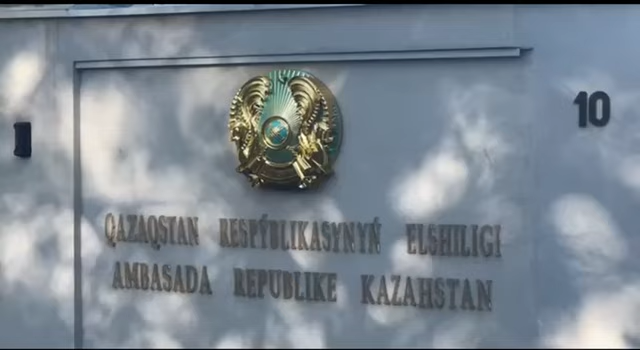 10
QAZAQSTAN RESPÝBLIKASYNYŃ ELSHILIGI
AMBASADA REPUBLIKE KAZAHSTAN